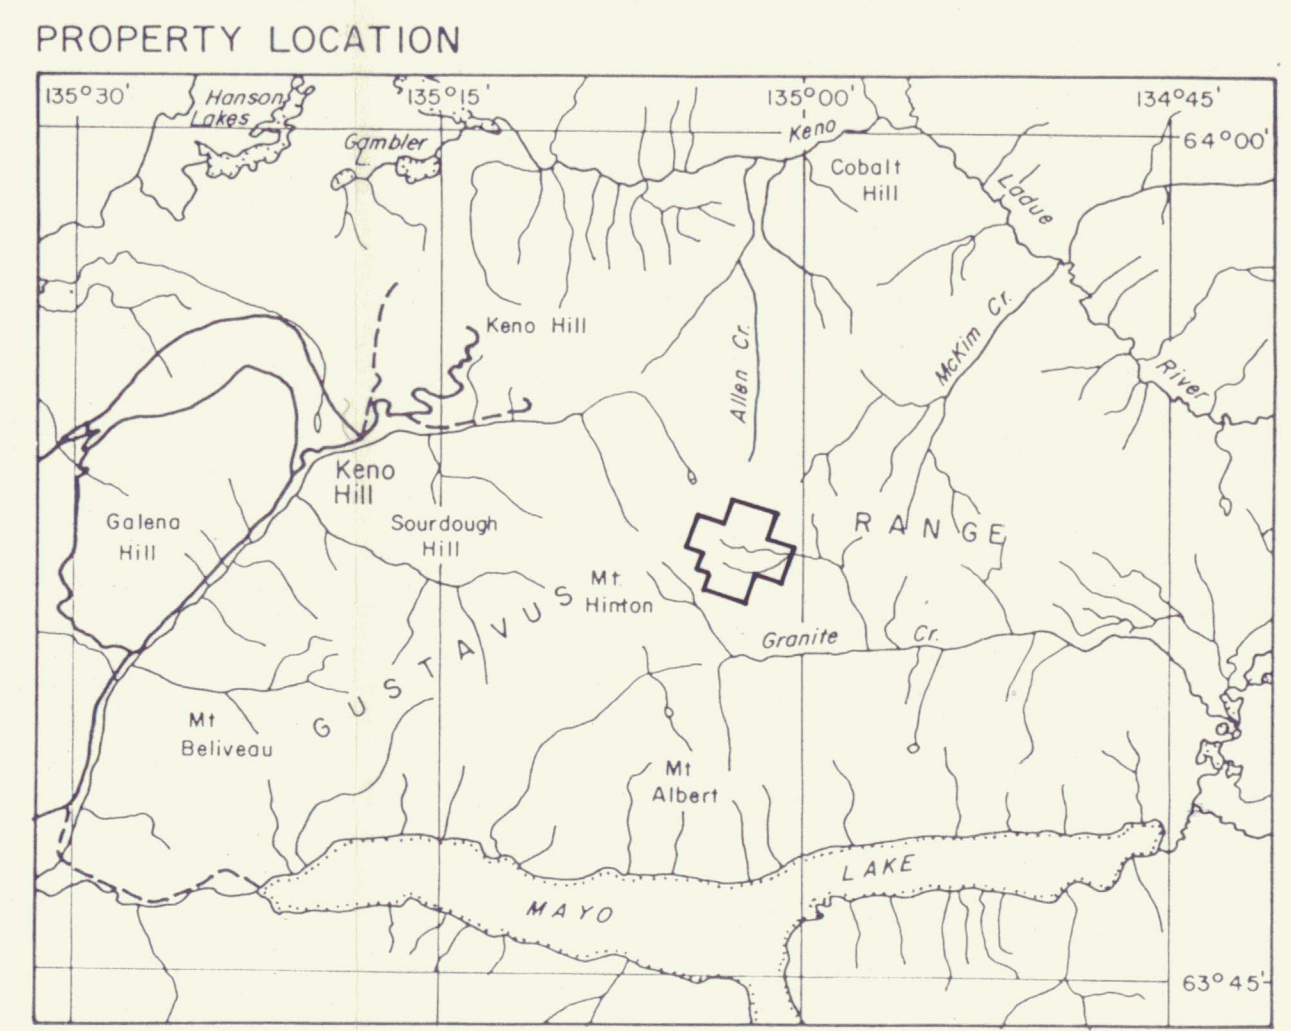 PROPERTY LOCATION
135°30'
Hanson
Lakes
135°15'
135°00'
134°45'
64°00'
Gambler
L.
Keno
Cobalt
Hill
Ladue
Keno Hill
Allen Cr.
McKim Cr.
River
Keno
Hill
Galena
Hill
Sourdough
Hill
RANGE
Mt.
Hinton
GUSTAVUS
Granite Cr.
Mt
Beliveau
Mt
Albert
LAKE
MAYO
63°45'